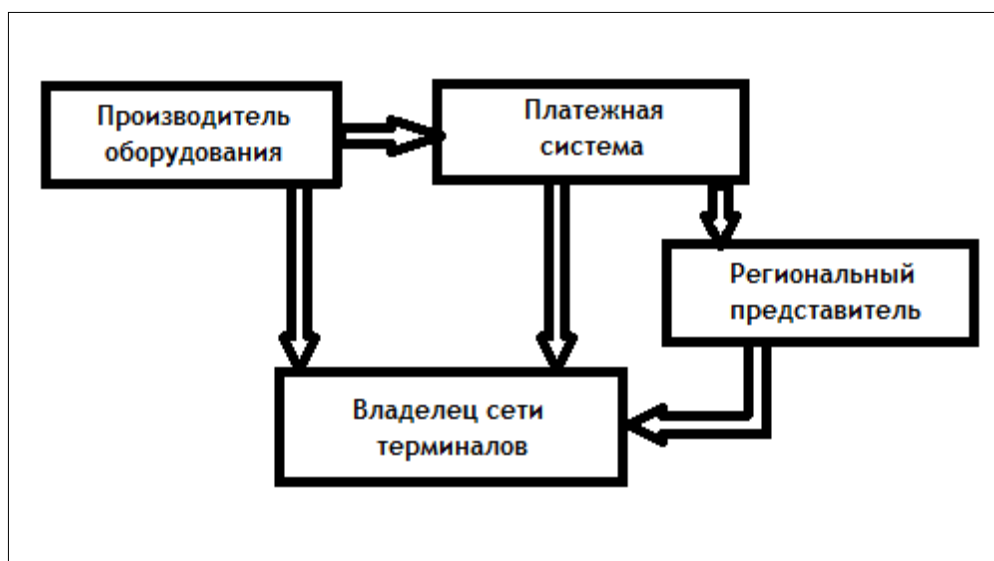 Производитель
оборудования
Платежная
система
Региональный
представитель
Владелец сети
терминалов